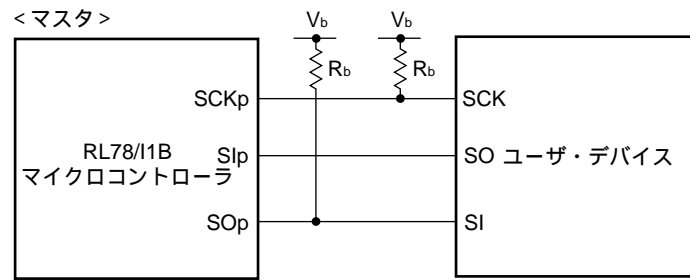 <マスタ>
Vb Vb
Rb Rb
SCKp SCK
RL78/I1B
マイクロコントローラ
SIp SO ユーザ・デバイス
SOp SI